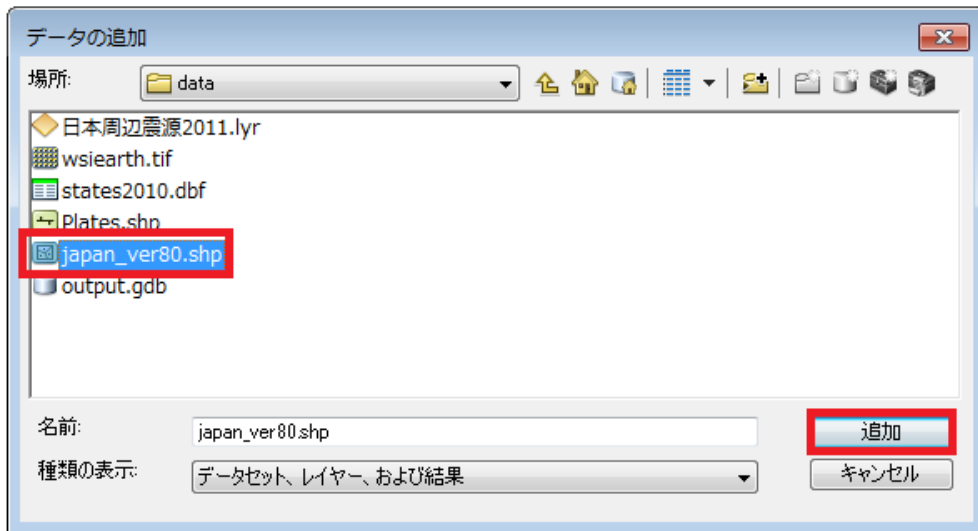 データの追加
場所: data
日本周辺震源2011.lyr
wsiearth.tif
states2010.dbf
Plates.shp
japan_ver80.shp
output.gdb
名前: japan_ver80.shp 追加
種類の表示: データセット、レイヤー、および結果 キャンセル